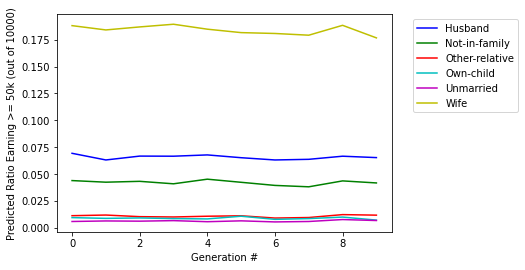 Predicted Ratio Earning >= 50k (out of 10000)
0.175
0.150
0.125
0.100
0.075
0.050
0.025
0.000
0 2 4 6 8
Generation #
Husband
Not-in-family
Other-relative
Own-child
Unmarried
Wife